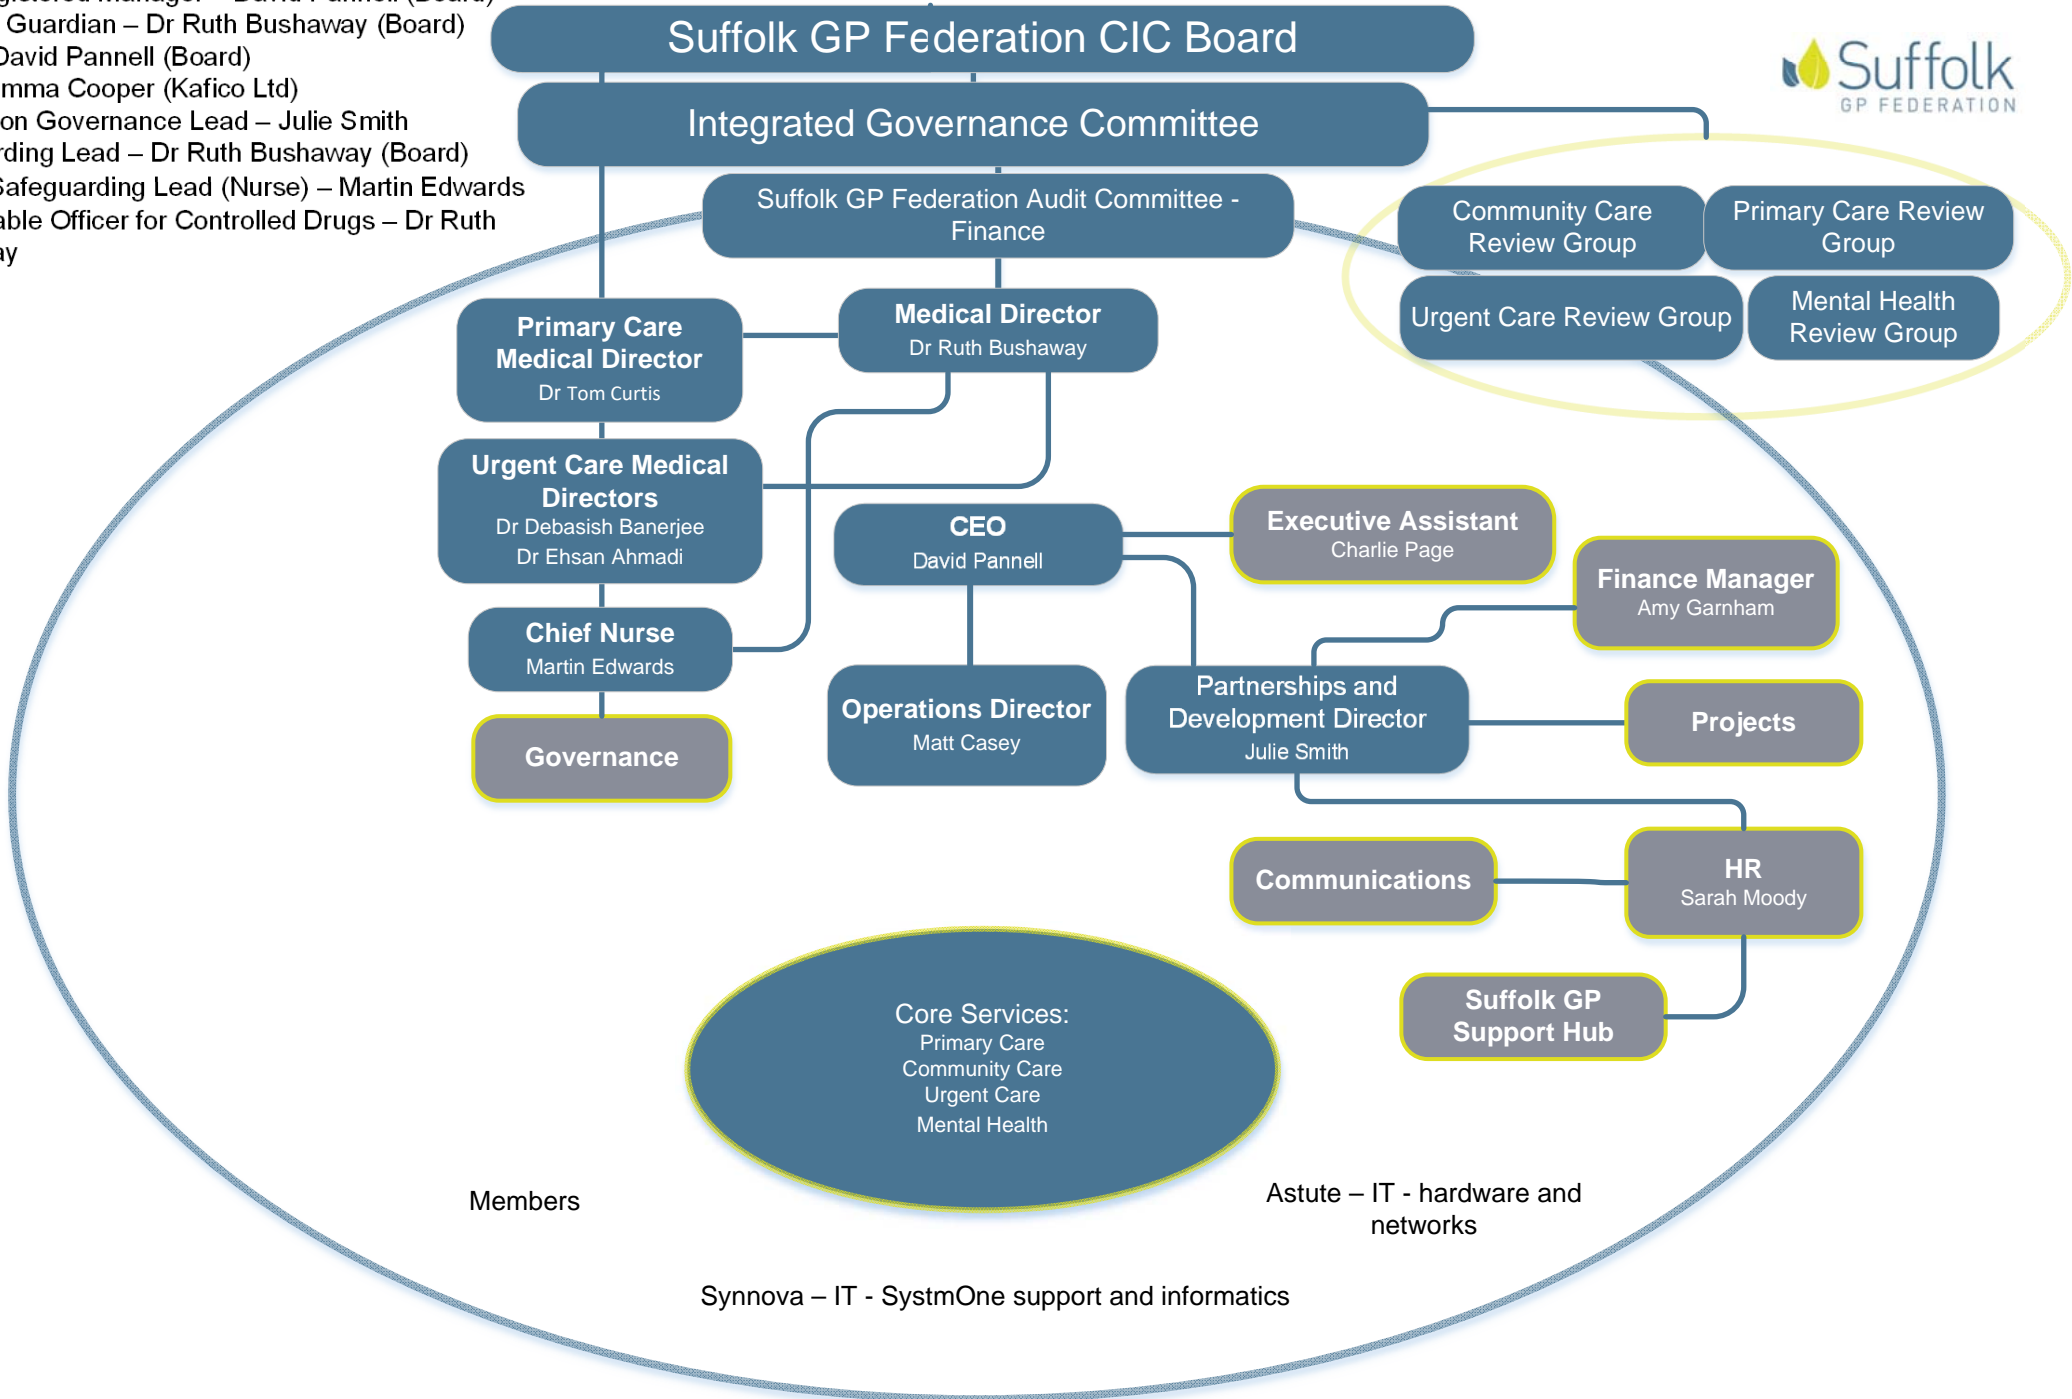 Registered Manager – David Pannell (Board)
Guardian – Dr Ruth Bushaway (Board)
David Pannell (Board)
Emma Cooper (Kafico Ltd)
on Governance Lead – Julie Smith
rding Lead – Dr Ruth Bushaway (Board)
Safeguarding Lead (Nurse) – Martin Edwards
able Officer for Controlled Drugs – Dr Ruth
ay
Suffolk GP Federation CIC Board
Suffolk
GP FEDERATION
Integrated Governance Committee
Suffolk GP Federation Audit Committee -
Finance
Community Care
Review Group
Primary Care Review
Group
Urgent Care Review Group
Mental Health
Review Group
Primary Care
Medical Director
Dr Tom Curtis
Medical Director
Dr Ruth Bushaway
Urgent Care Medical
Directors
Dr Debasish Banerjee
Dr Ehsan Ahmadi
CEO
David Pannell
Executive Assistant
Charlie Page
Finance Manager
Amy Garnham
Chief Nurse
Martin Edwards
Operations Director
Matt Casey
Partnerships and
Development Director
Julie Smith
Projects
Governance
Communications
HR
Sarah Moody
Suffolk GP
Support Hub
Core Services:
Primary Care
Community Care
Urgent Care
Mental Health
Members
Astute – IT - hardware and
networks
Synnova – IT - SystmOne support and informatics